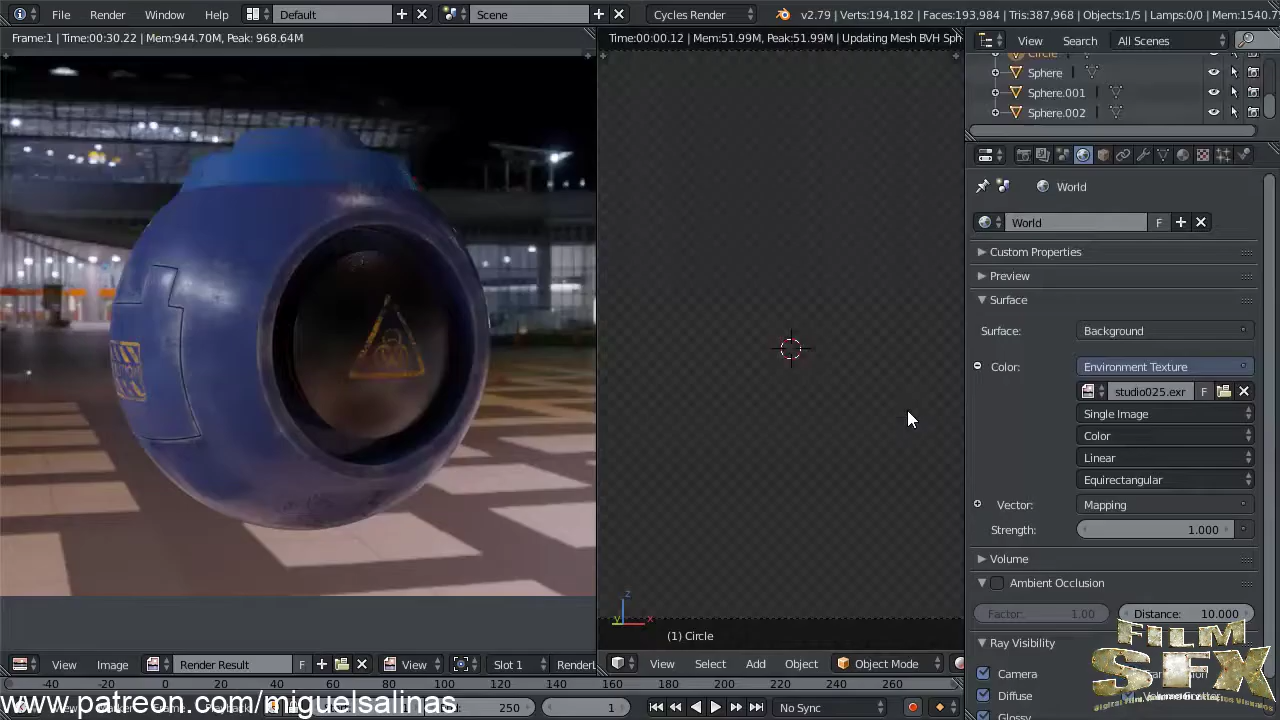 File Render Window Help Default Scene Cycles Render v2.79 | Verts:194,182 | Faces:193,984 | Tris:387,968 | Objects:1/5 | Lamps:0/0 | Mem:1540.
Frame:1 | Time:00:30.22 | Mem:944.70M, Peak: 968.64M
Time:00:00.12 | Mem:51.99M, Peak:51.99M | Updating Mesh BVH Sph
View Search All Scenes
Circle
Sphere
Sphere.001
Sphere.002
World
World F
Custom Properties
Preview
Surface
Surface: Background
Color: Environment Texture
studio025.exr F
Single Image
Color
Linear
Equirectangular
Vector: Mapping
Strength: 1.000
Volume
Ambient Occlusion
Factor: 1.00 Distance: 10.000
Ray Visibility
Camera
Diffuse
Glossy
z
y x
(1) Circle
View Image Render Result F View Slot 1 Render
View Select Add Object Object Mode
-40 -20 0 20 40 60 80 100 120 140 160 180 200 220 240 260
250 1 No Sync
www.patreon.com/miguelsalinas
FILM
SFX